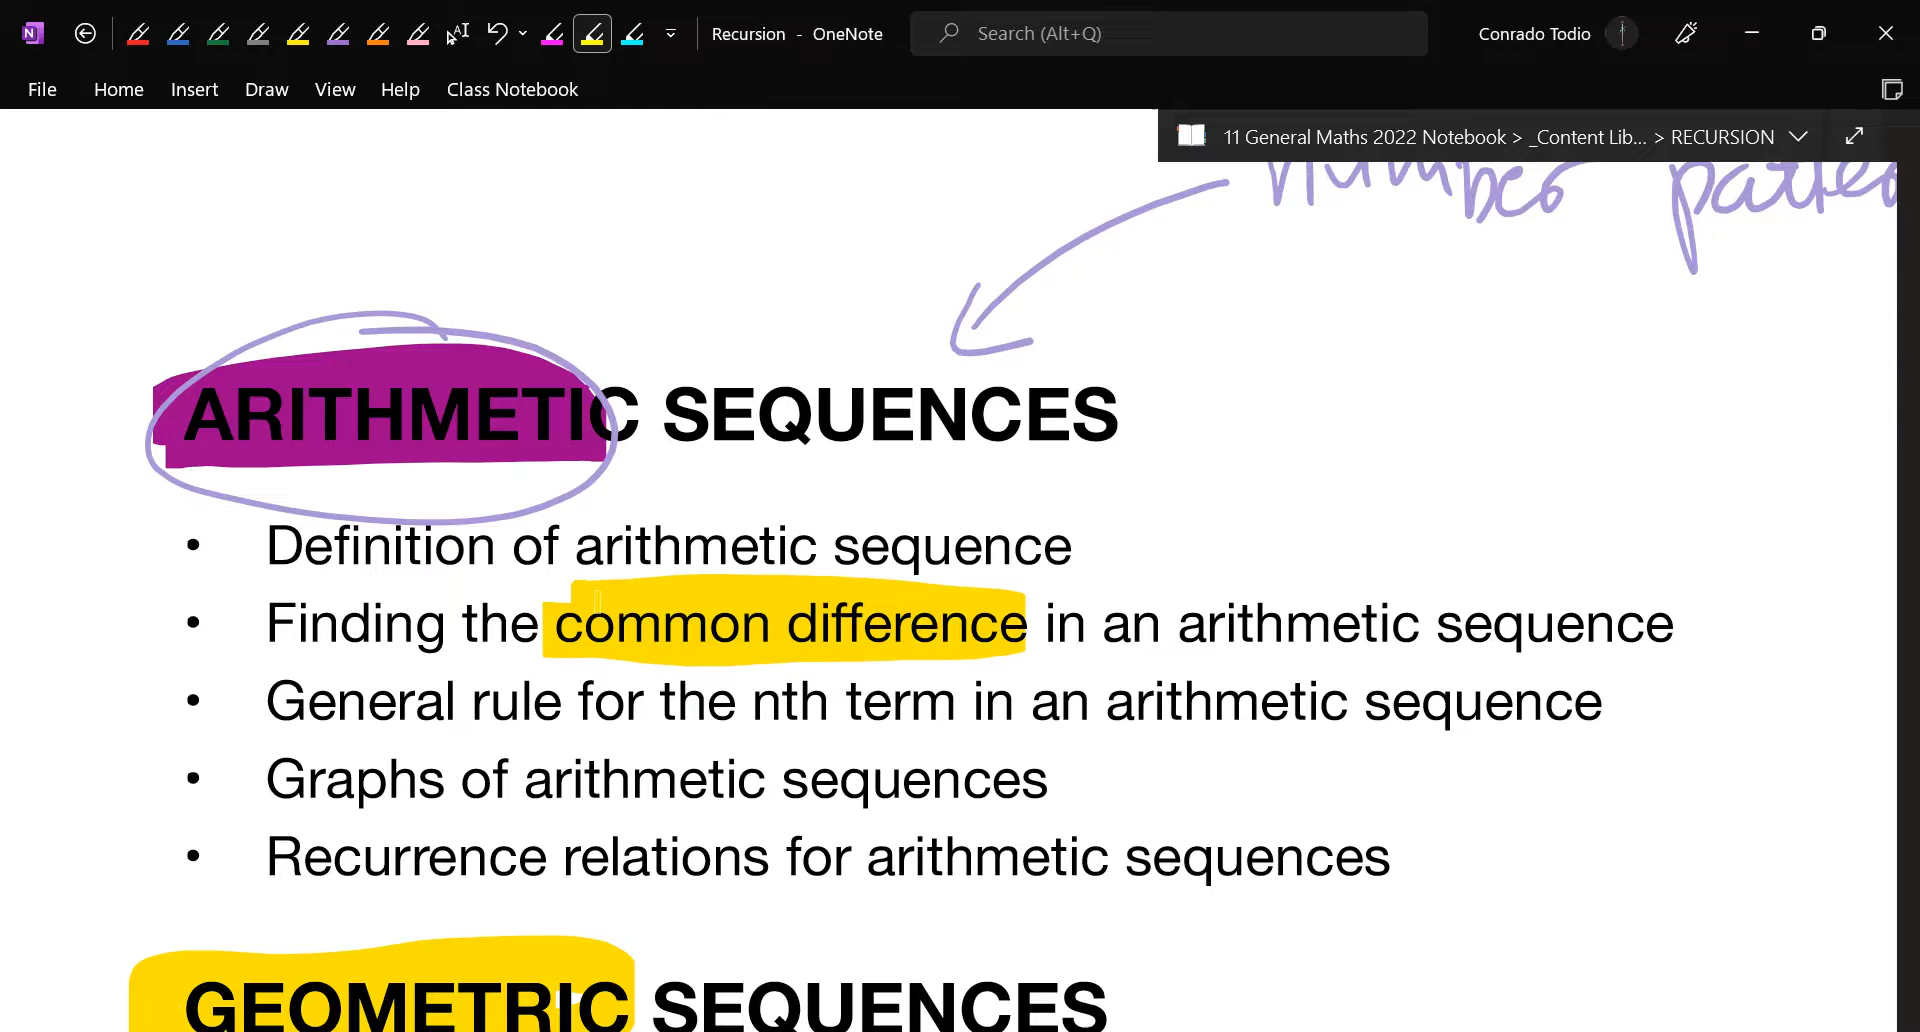 Recursion - OneNote
Search (Alt+Q)
Conrado Todio
File Home Insert Draw View Help Class Notebook
11 General Maths 2022 Notebook > _Content Lib... > RECURSION
number
ARITHMETIC SEQUENCES
• Definition of arithmetic sequence
• Finding the common difference in an arithmetic sequence
• General rule for the nth term in an arithmetic sequence
• Graphs of arithmetic sequences
• Recurrence relations for arithmetic sequences
GEOMETRIC SEQUENCES